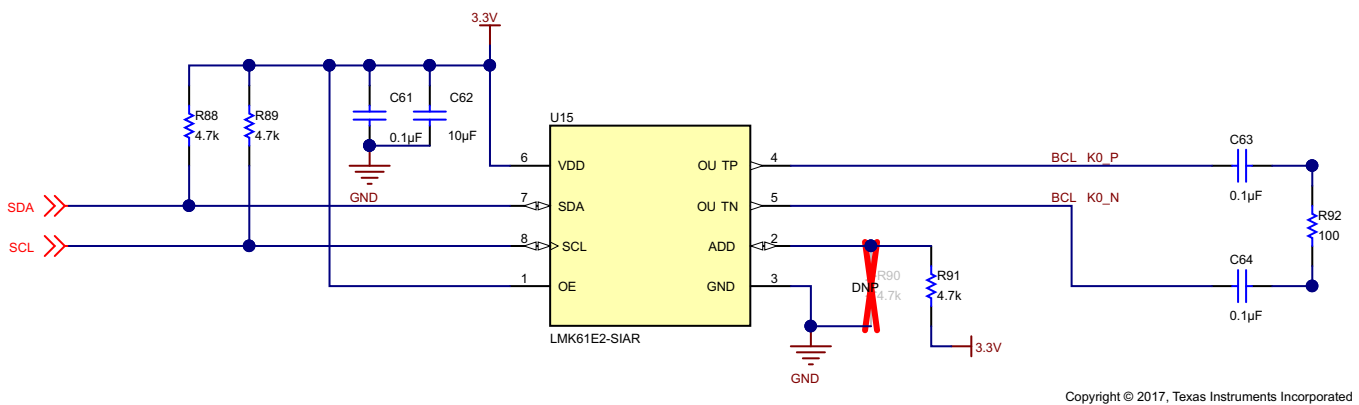 3.3V
R88
4.7k
R89
4.7k
C61
0.1µF
C62
10µF
GND
SDA
SCL
U15
6
VDD
7
SDA
8
SCL
1
OE
OU TP
4
OU TN
5
ADD
2
GND
3
LMK61E2-SIAR
BCL K0_P
BCL K0_N
C63
0.1µF
C64
0.1µF
R92
100
R90
4.7k
DNP
R91
4.7k
3.3V
GND
Copyright © 2017, Texas Instruments Incorporated